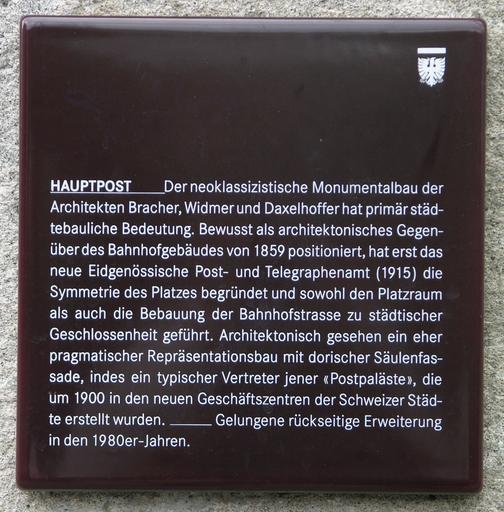 HAUPTPOST____Der neoklassizistische Monumentalbau der
Architekten Bracher, Widmer und Daxelhoffer hat primär städ-
tebauliche Bedeutung. Bewusst als architektonisches Gegen-
über des Bahnhofgebäudes von 1859 positioniert, hat erst das
neue Eidgenössische Post- und Telegraphenamt (1915) die
Symmetrie des Platzes begründet und sowohl den Platzraum
als auch die Bebauung der Bahnhofstrasse zu städtischer
Geschlossenheit geführt. Architektonisch gesehen ein eher
pragmatischer Repräsentationsbau mit dorischer Säulenfas-
sade, indes ein typischer Vertreter jener «Postpaläste», die
um 1900 in den neuen Geschäftszentren der Schweizer Städ-
te erstellt wurden. _____ Gelungene rückseitige Erweiterung
in den 1980er-Jahren.